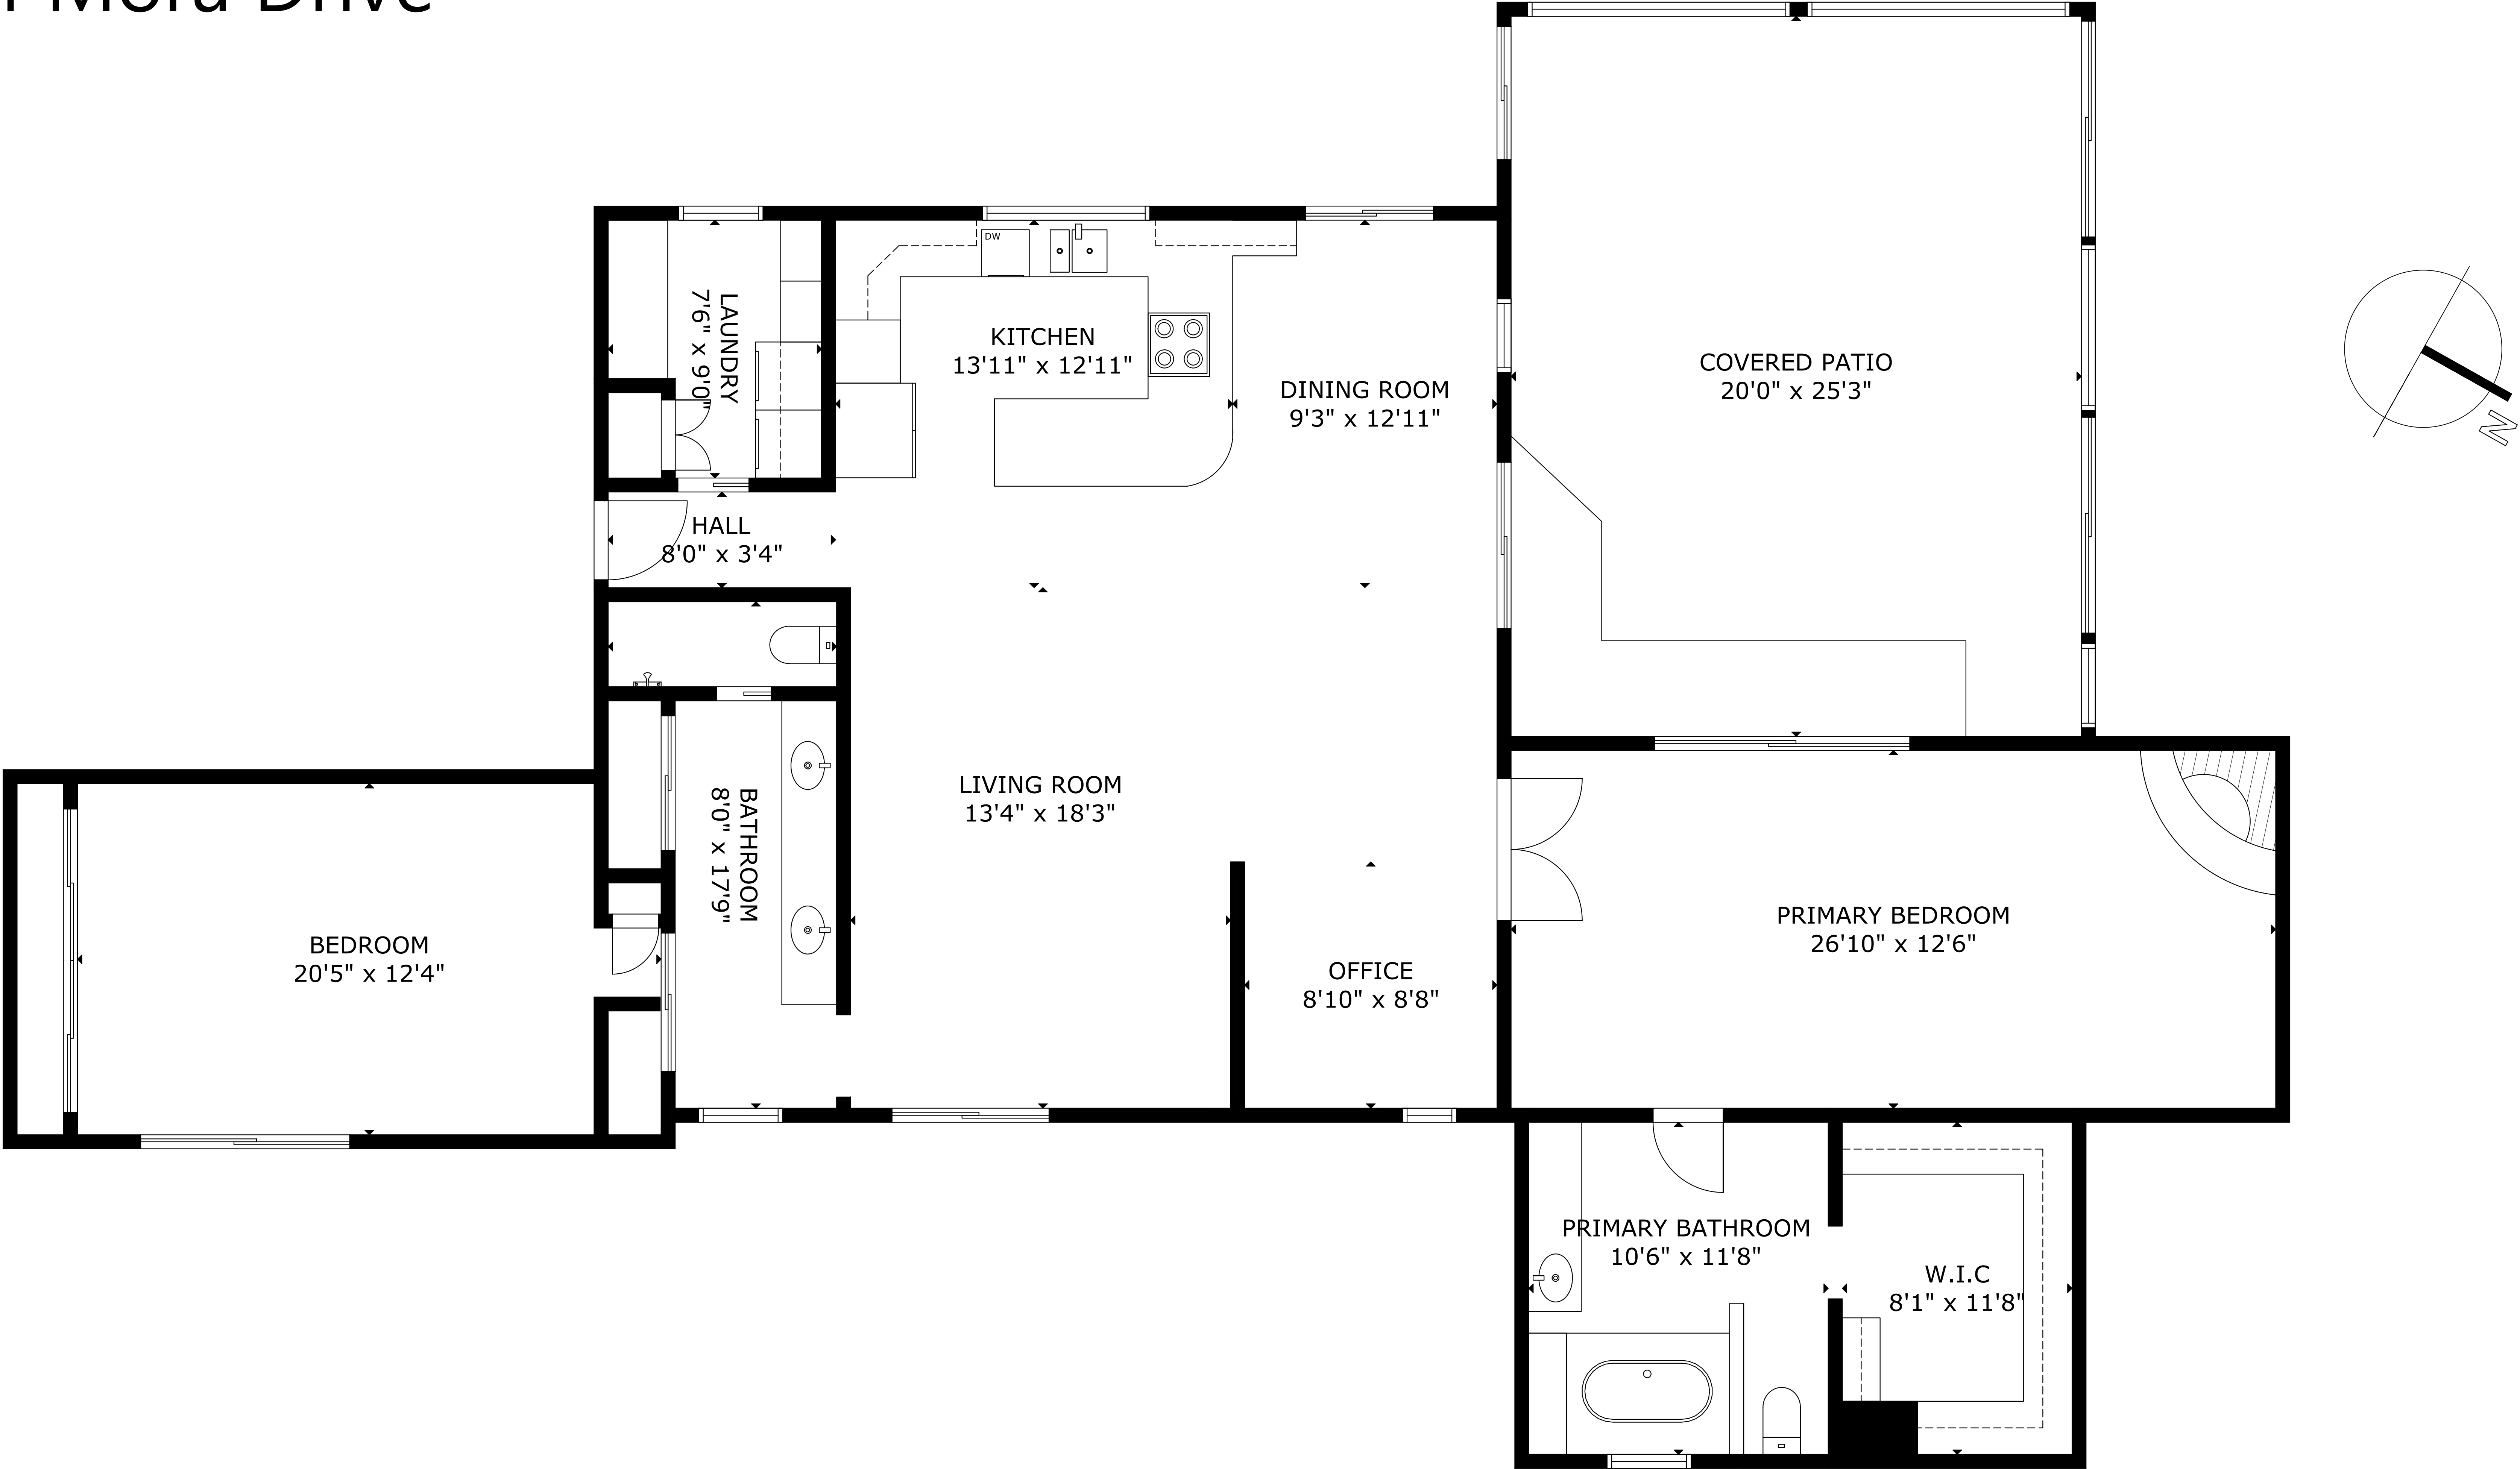 Mora Drive
DW
LAUNDRY
7'6" x 9'0"
KITCHEN
13'11" x 12'11"
DINING ROOM
9'3" x 12'11"
COVERED PATIO
20'0" x 25'3"
N
HALL
8'0" x 3'4"
LIVING ROOM
13'4" x 18'3"
BATHROOM
8'0" x 17'9"
BEDROOM
20'5" x 12'4"
OFFICE
8'10" x 8'8"
PRIMARY BEDROOM
26'10" x 12'6"
PRIMARY BATHROOM
10'6" x 11'8"
W.I.C
8'1" x 11'8"